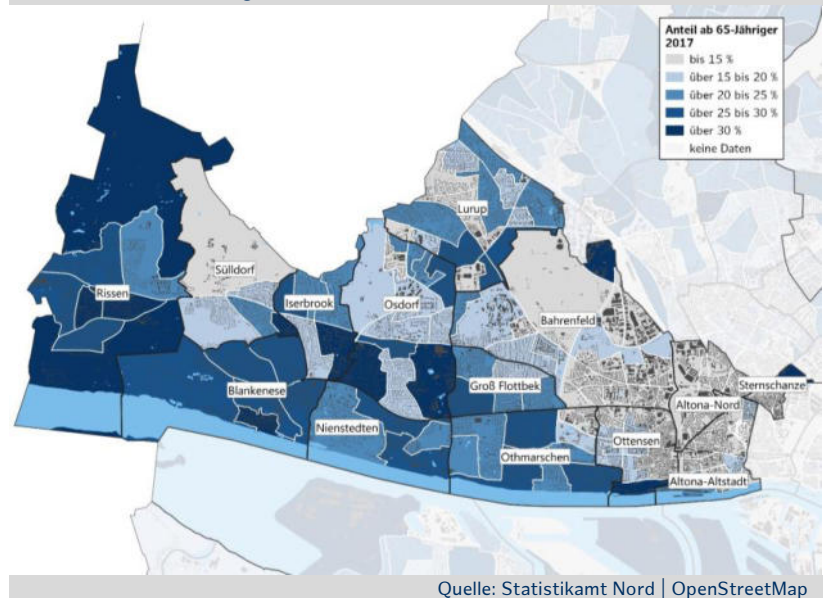 Anteil ab 65-Jähriger
2017
bis 15 %
über 15 bis 20 %
über 20 bis 25 %
über 25 bis 30 %
über 30 %
keine Daten
Lurup
Sülldorf
Rissen
Iserbrook
Osdorf
Bahrenfeld
Blankenese
Groß Flottbek
Sternschanze
Altona-Nord
Nienstedten
Ottensen
Othmarschen
Altona-Altstadt
Quelle: Statistikamt Nord | OpenStreetMap